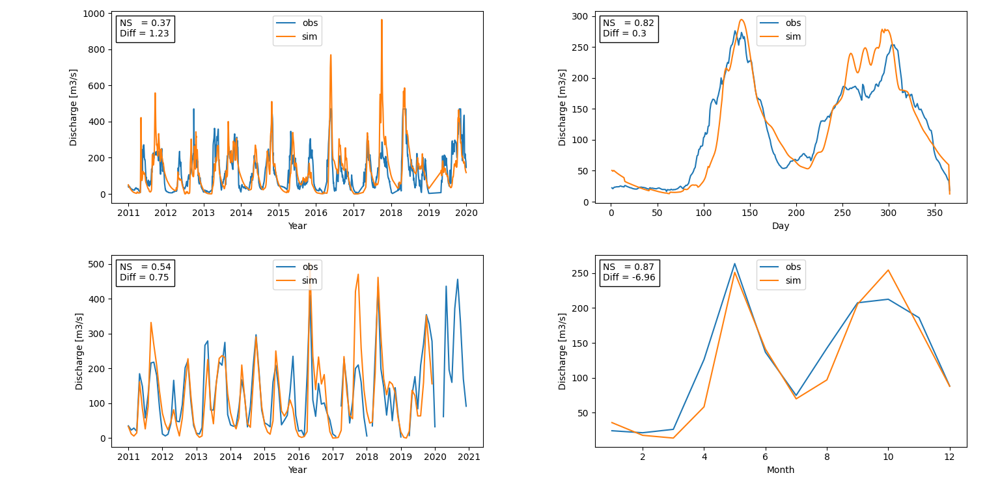 NS = 0.37
Diff = 1.23
obs
sim
1000
800
600
400
200
0
Discharge [m3/s]
2011 2012 2013 2014 2015 2016 2017 2018 2019 2020
Year
NS = 0.82
Diff = 0.3
obs
sim
300
250
200
150
100
50
0
Discharge [m3/s]
0 50 100 150 200 250 300 350
Day
NS = 0.54
Diff = 0.75
obs
sim
500
400
300
200
100
0
Discharge [m3/s]
2011 2012 2013 2014 2015 2016 2017 2018 2019 2020 2021
Year
NS = 0.87
Diff = -6.96
obs
sim
250
200
150
100
50
Discharge [m3/s]
2 4 6 8 10 12
Month